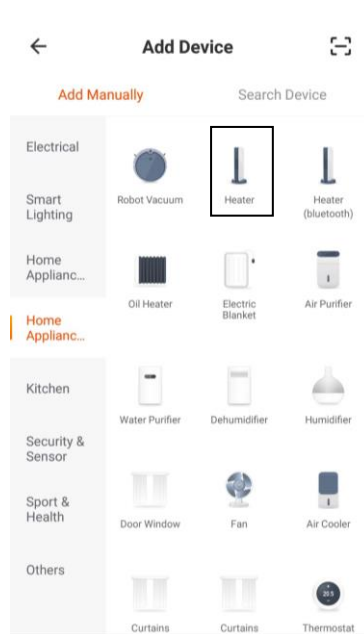 Add Device
Add Manually
Search Device
Electrical
Smart
Lighting
Home
Applianc...
Home
Applianc...
Kitchen
Security &
Sensor
Sport &
Health
Others
Robot Vacuum
Heater
Heater
(bluetooth)
Oil Heater
Electric
Blanket
Air Purifier
Water Purifier
Dehumidifier
Humidifier
Door Window
Fan
Air Cooler
20.5
Curtains
Curtains
Thermostat